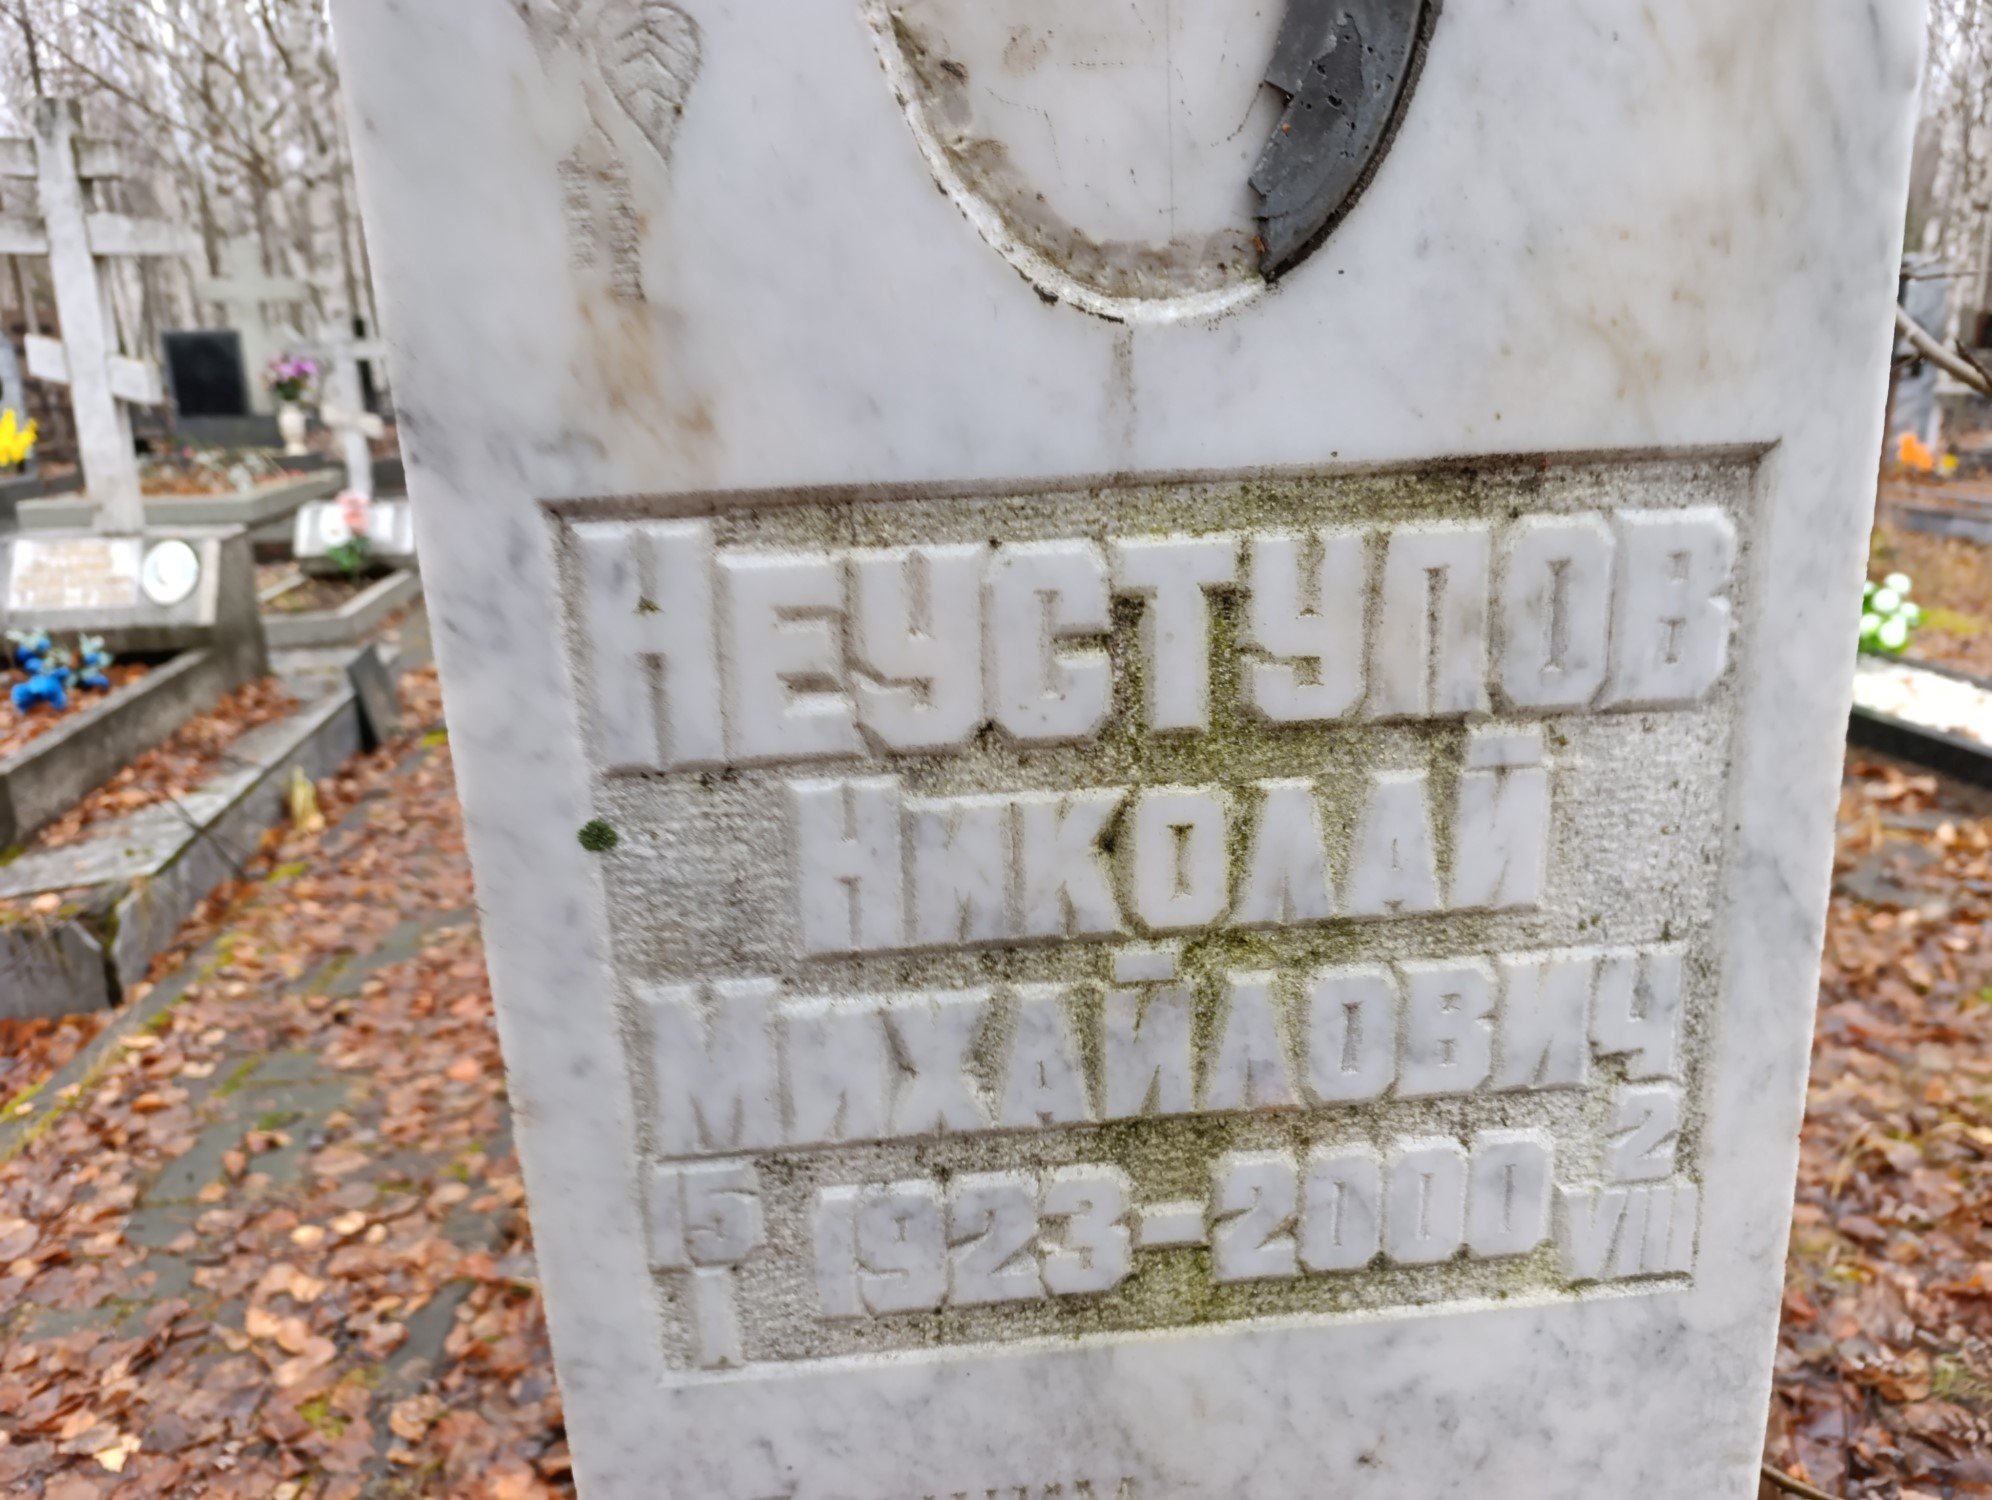 Неуступов
Николай
Михайлович
15 1923-2000 2
I VIII